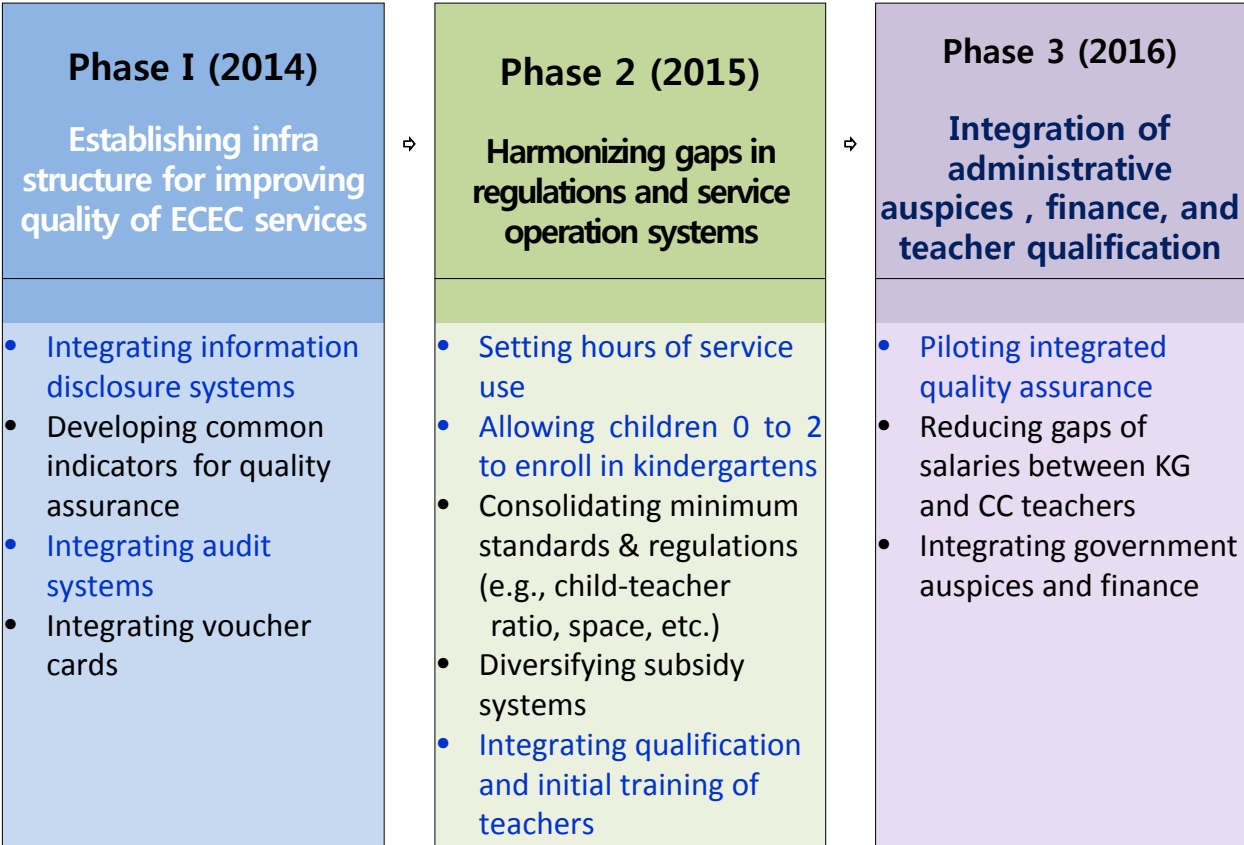 Phase I (2014)
Establishing infra
structure for improving
quality of ECEC services
• Integrating information
disclosure systems
• Developing common
indicators for quality
assurance
• Integrating audit
systems
• Integrating voucher
cards
⇨
Phase 2 (2015)
Harmonizing gaps in
regulations and service
operation systems
• Setting hours of service
use
• Allowing children 0 to 2
to enroll in kindergartens
• Consolidating minimum
standards & regulations
(e.g., child-teacher
ratio, space, etc.)
• Diversifying subsidy
systems
• Integrating qualification
and initial training of
teachers
⇨
Phase 3 (2016)
Integration of
administrative
auspices , finance, and
teacher qualification
• Piloting integrated
quality assurance
• Reducing gaps of
salaries between KG
and CC teachers
• Integrating government
auspices and finance